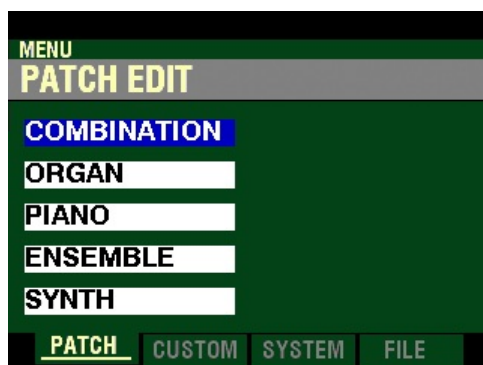 MENU
PATCH EDIT
COMBINATION
ORGAN
PIANO
ENSEMBLE
SYNTH
PATCH CUSTOM SYSTEM FILE